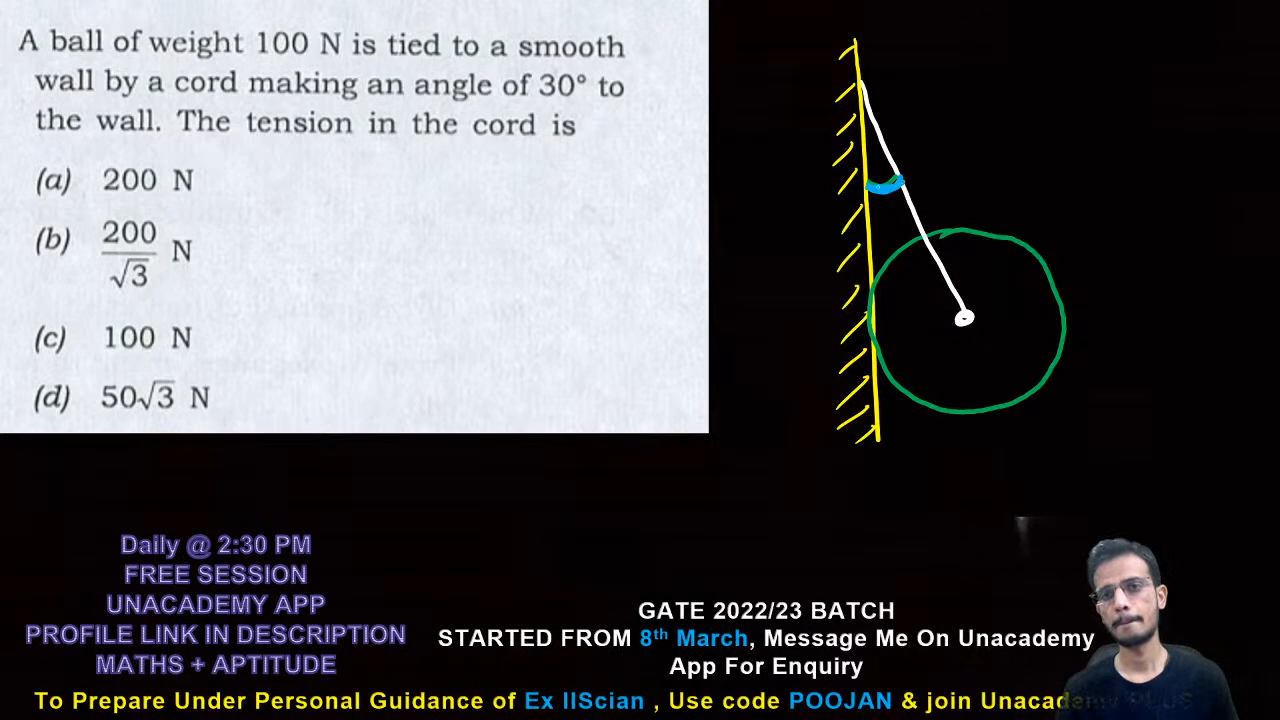 A ball of weight 100 N is tied to a smooth
wall by a cord making an angle of 30° to
the wall. The tension in the cord is
(a) 200 N
(b) 200/√3 N
(c) 100 N
(d) 50√3 N
Daily @ 2:30 PM
FREE SESSION
UNACADEMY APP
PROFILE LINK IN DESCRIPTION
MATHS + APTITUDE
GATE 2022/23 BATCH
STARTED FROM 8th March, Message Me On Unacademy
App For Enquiry
To Prepare Under Personal Guidance of Ex IIScian , Use code POOJAN & join Unacademy PLUS